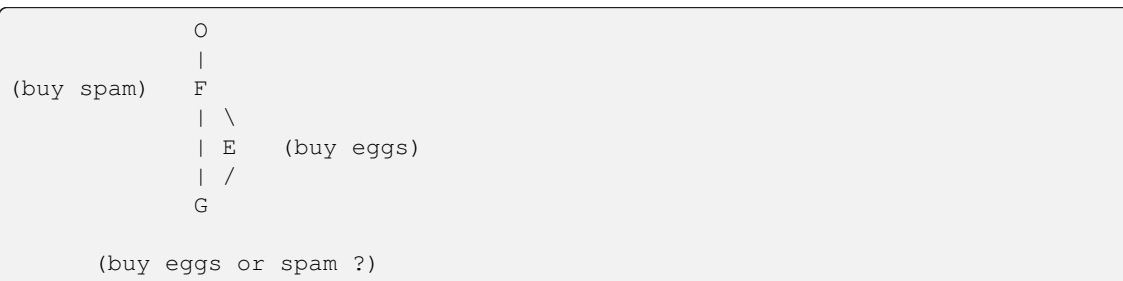 O
|
(buy spam) F
| \
| E (buy eggs)
| /
G
(buy eggs or spam ?)